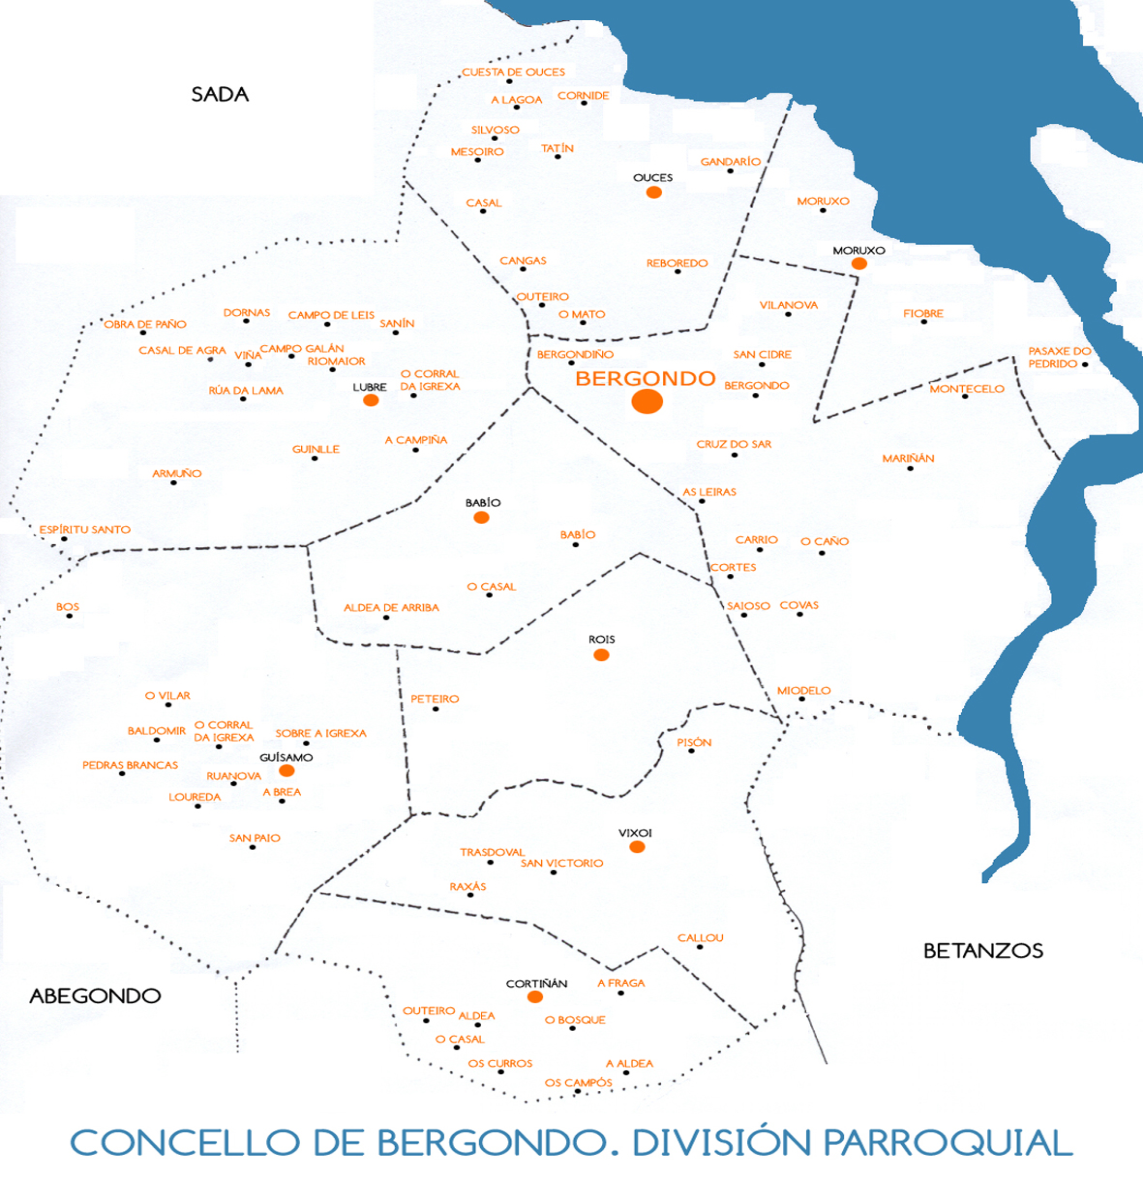 SADA
CUESTA DE OUCES
A LAGOA
CORNIDE
SILVOSO
MESOIRO
TATÍN
GANDARÍO
OUCES
CASAL
MORUXO
CANGAS
REBOREDO
MORUXO
OUTEIRO
O MATO
VILANOVA
FIOBRE
OBRA DE PAÑO
DORNAS
CAMPO DE LEIS
SANÍN
CASAL DE AGRA
VIÑA
CAMPO GALÁN
RIOMAIOR
RÚA DA LAMA
LUBRE
O CORRAL
DA IGREXA
BERGONDIÑO
SAN CIDRE
BERGONDO
BERGONDO
PASAXE DO
PEDRIDO
MONTECELO
GUINLLE
A CAMPIÑA
CRUZ DO SAR
MARIÑÁN
ARMUÑO
AS LEIRAS
BABÍO
ESPÍRITU SANTO
BABÍO
CARRIO
O CAÑO
CORTES
O CASAL
BOS
ALDEA DE ARRIBA
SAIOSO
COVAS
ROIS
O VILAR
PETEIRO
MIODELO
BALDOMIR
O CORRAL
DA IGREXA
SOBRE A IGREXA
PISÓN
PEDRAS BRANCAS
GUÍSAMO
RUANOVA
LOUREDA
A BREA
SAN PAIO
VIXOI
TRASDOVAL
SAN VICTORIO
RAXÁS
CALLOU
BETANZOS
ABEGONDO
CORTIÑÁN
A FRAGA
OUTEIRO
ALDEA
O BOSQUE
O CASAL
OS CURROS
A ALDEA
OS CAMPÓS
CONCELLO DE BERGONDO. DIVISIÓN PARROQUIAL